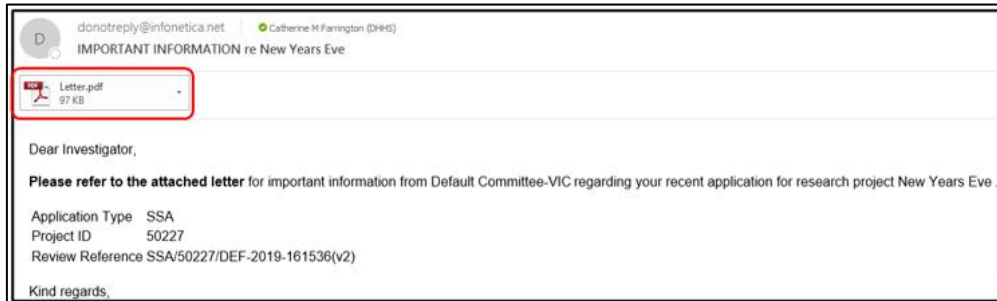 D
donotreply@infonetica.net Catherine M Farrington (DHHS)
IMPORTANT INFORMATION re New Years Eve
PDF Letter.pdf
97 KB
Dear Investigator,
Please refer to the attached letter for important information from Default Committee-VIC regarding your recent application for research project New Years Eve ,
Application Type SSA
Project ID 50227
Review Reference SSA/50227/DEF-2019-161536(v2)
Kind regards,